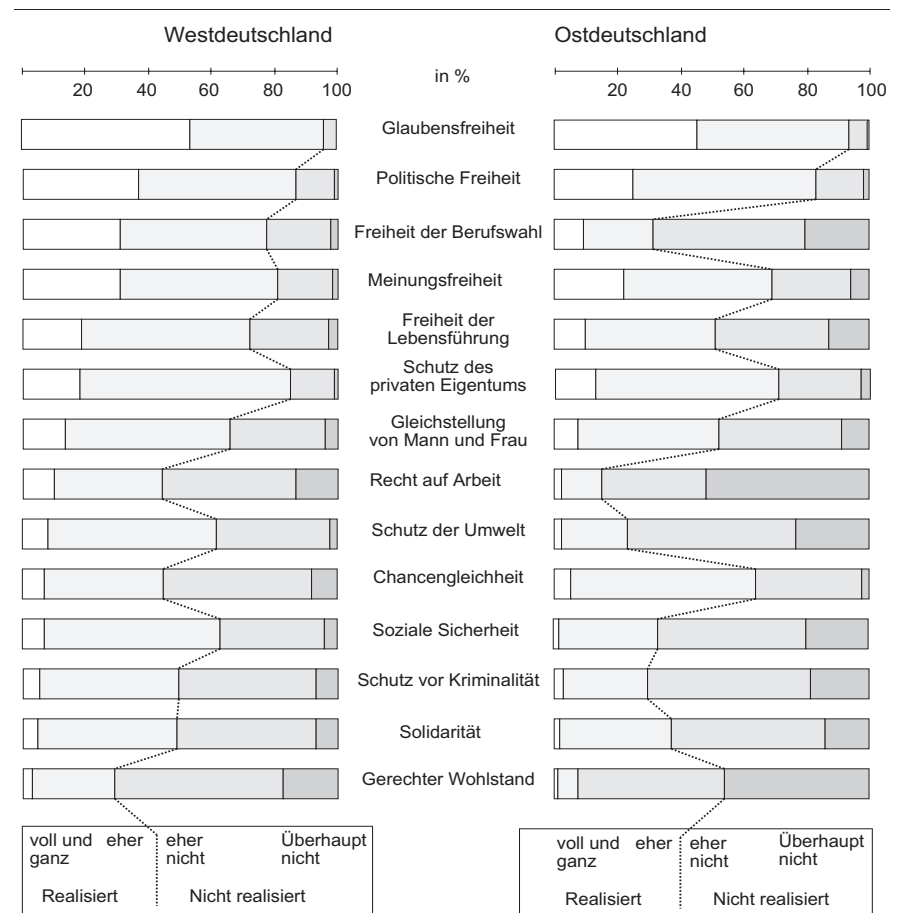 Westdeutschland Ostdeutschland
in %
20 40 60 80 100 20 40 60 80 100
Glaubensfreiheit
Politische Freiheit
Freiheit der Berufswahl
Meinungsfreiheit
Freiheit der
Lebensführung
Schutz des
privaten Eigentums
Gleichstellung
von Mann und Frau
Recht auf Arbeit
Schutz der Umwelt
Chancengleichheit
Soziale Sicherheit
Schutz vor Kriminalität
Solidarität
Gerechter Wohlstand
voll und eher eher Überhaupt
ganz nicht nicht
Realisiert Nicht realisiert
voll und eher eher Überhaupt
ganz nicht nicht
Realisiert Nicht realisiert